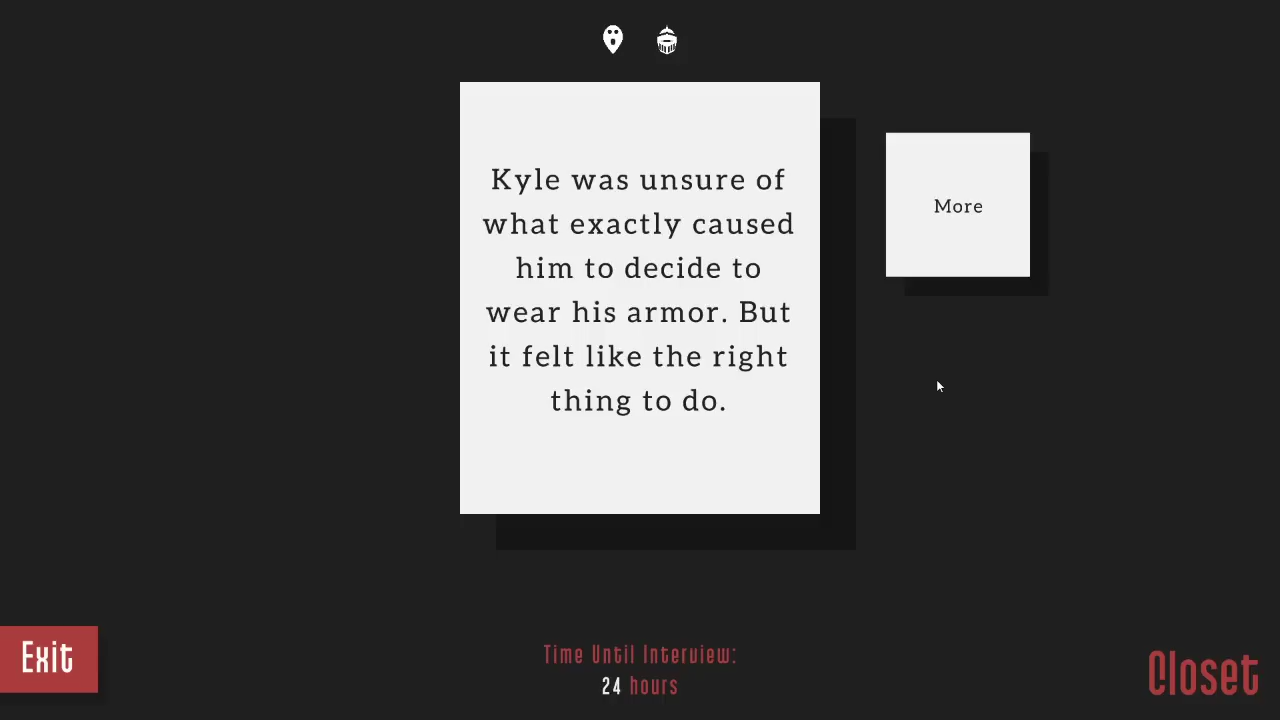 Kyle was unsure of
what exactly caused
him to decide to
wear his armor. But
it felt like the right
thing to do.
More
Exit
Time Until Interview:
24 hours
Closet